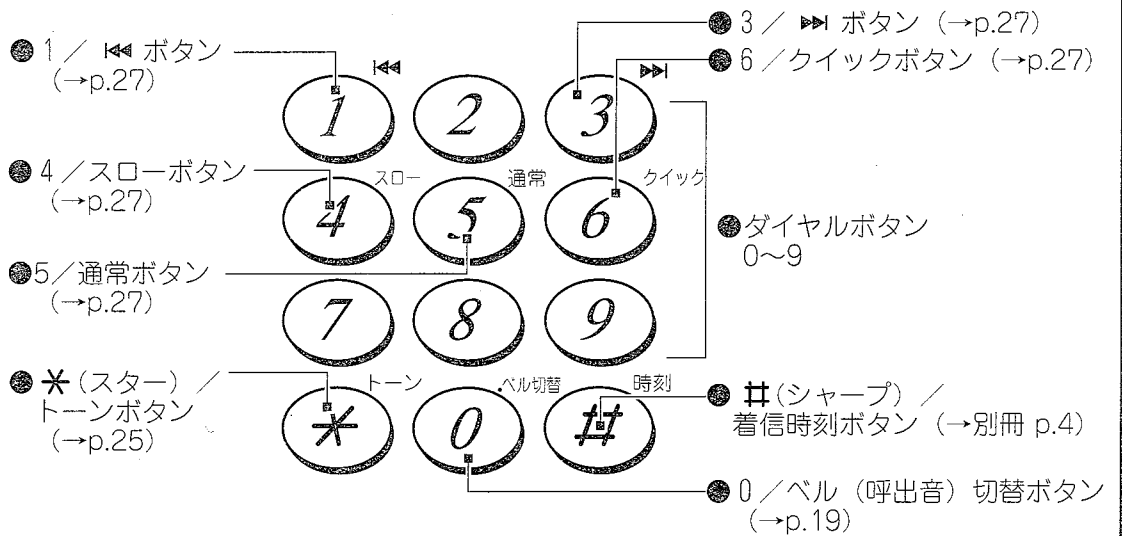 ●1／⏮ ボタン
(→p.27)
●3／⏭ ボタン（→p.27）
●6／クイックボタン（→p.27）
⏮ ⏭
1 2 3
●4／スローボタン
(→p.27)
スロー 通常 クイック
4 5 6
●ダイヤルボタン
0〜9
●5／通常ボタン
(→p.27)
7 8 9
●＊（スター）／
トーンボタン
(→p.25)
トーン ベル切替 時刻
＊ 0 #
●#（シャープ）／
着信時刻ボタン（→別冊 p.4）
●0／ベル（呼出音）切替ボタン
(→p.19)